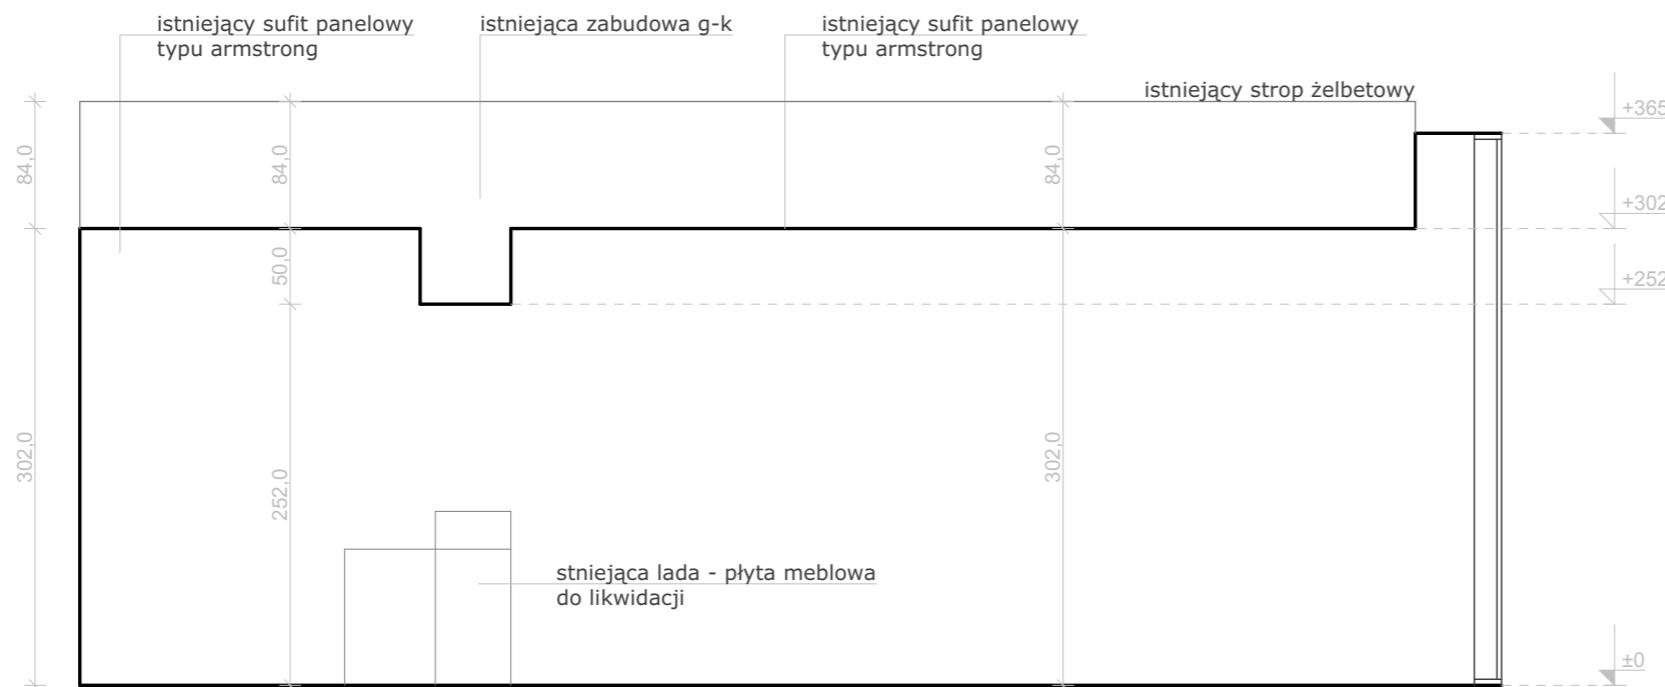 istniejący sufit panelowy
typu armstrong
istniejąca zabudowa g-k
istniejący sufit panelowy
typu armstrong
istniejący strop żelbetowy
+365
84,0
84,0
84,0
+302
50,0
+252
302,0
252,0
302,0
stniejąca lada - płyta meblowa
do likwidacji
±0